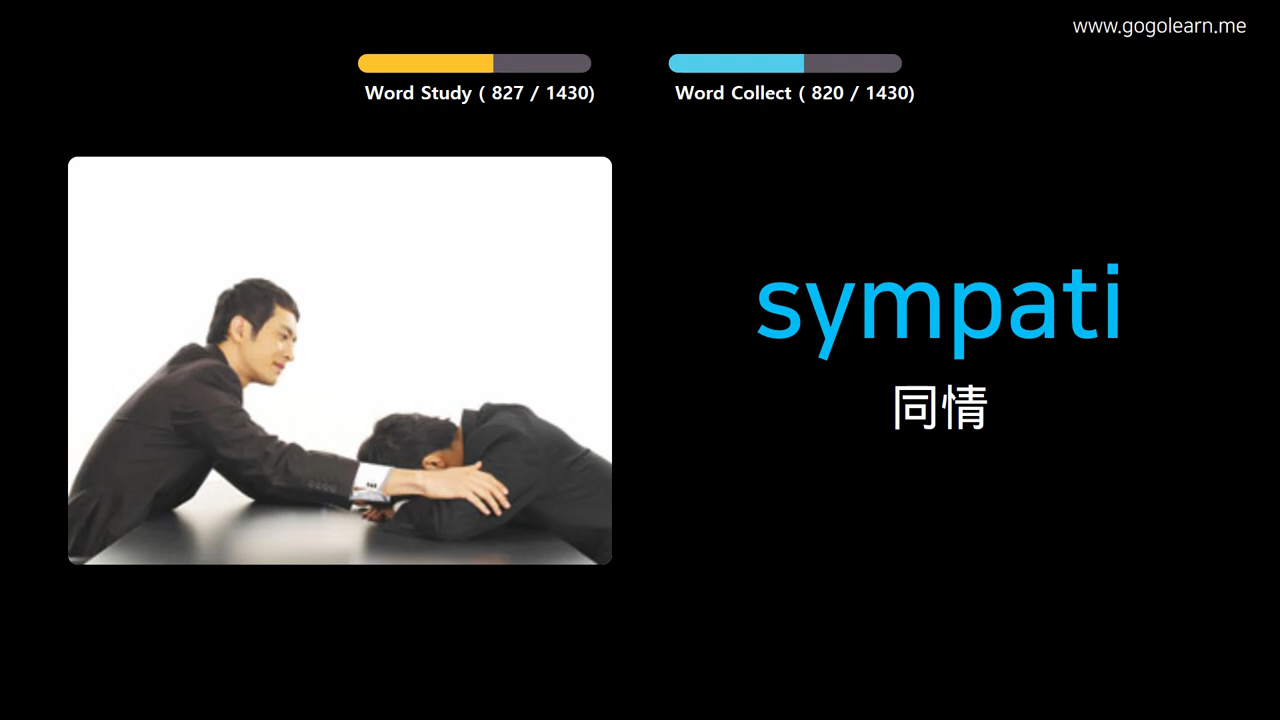 www.gogolearn.me
Word Study ( 827 / 1430)
Word Collect ( 820 / 1430)
sympati
同情